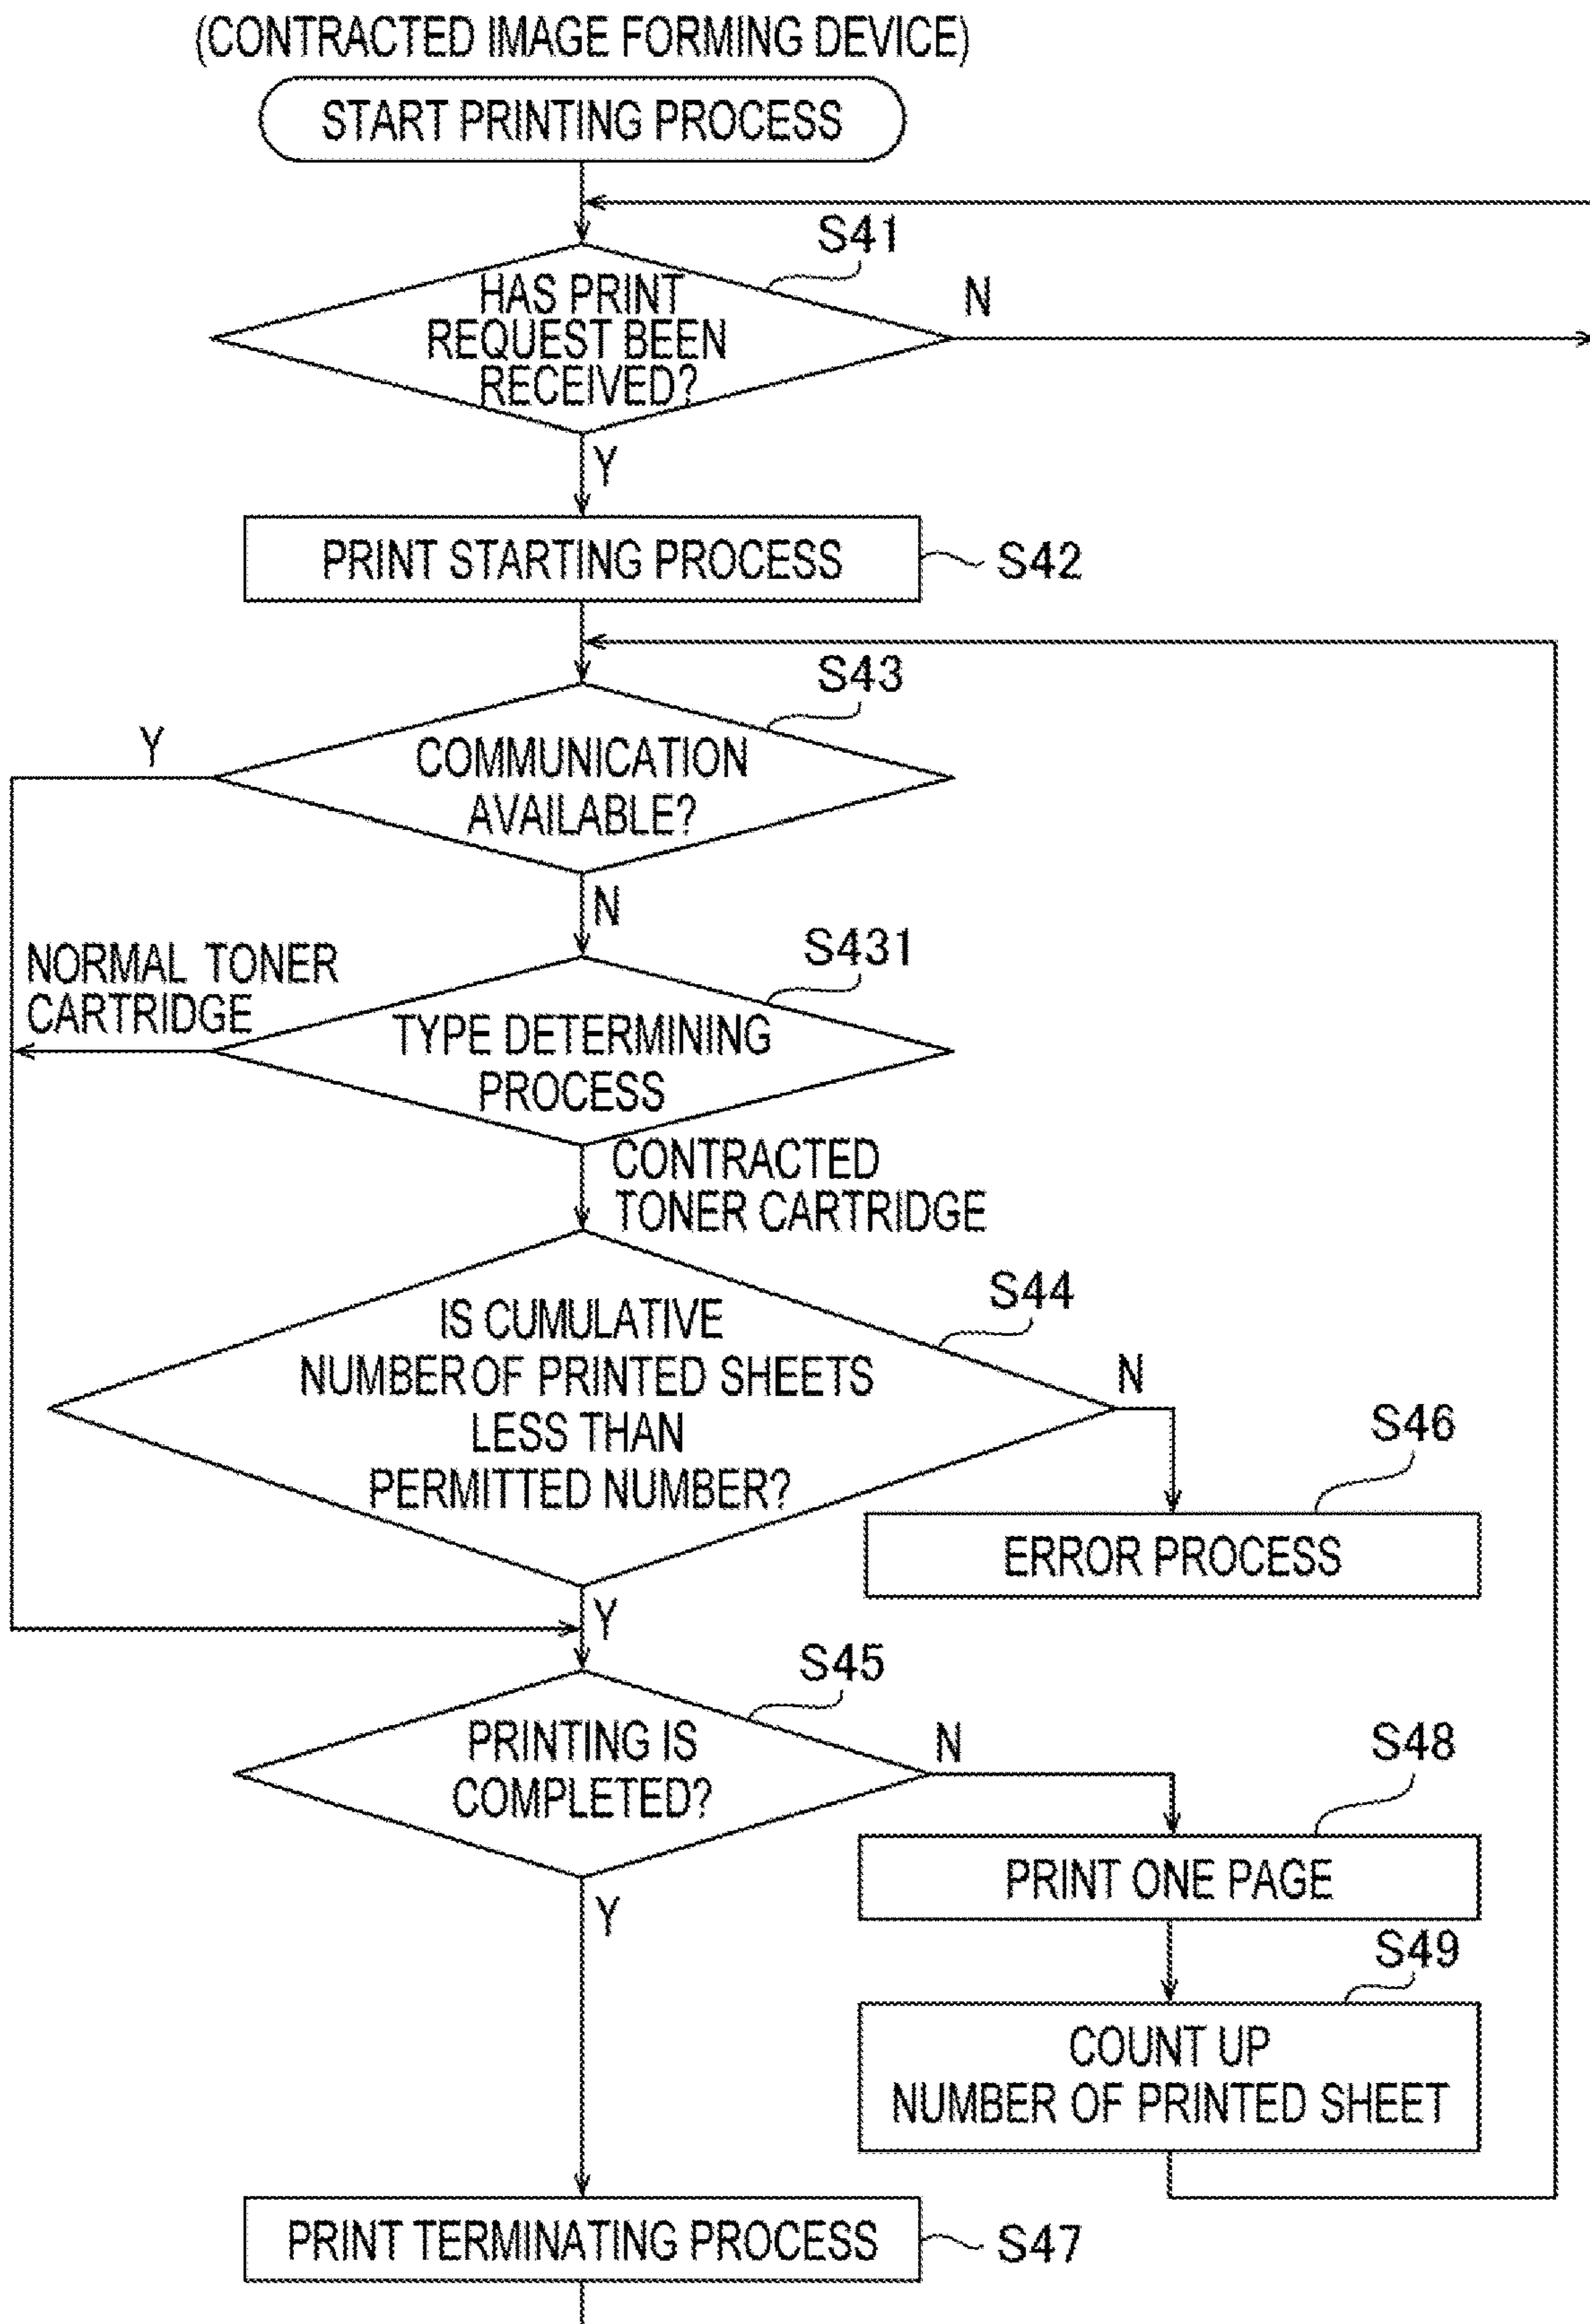 (CONTRACTED IMAGE FORMING DEVICE)
START PRINTING PROCESS
S41
HAS PRINT
REQUEST BEEN
RECEIVED?
N
Y
PRINT STARTING PROCESS
S42
S43
Y
COMMUNICATION
AVAILABLE?
N
NORMAL TONER
CARTRIDGE
S431
TYPE DETERMINING
PROCESS
CONTRACTED
TONER CARTRIDGE
S44
IS CUMULATIVE
NUMBER OF PRINTED SHEETS
LESS THAN
PERMITTED NUMBER?
N
S46
ERROR PROCESS
Y
S45
PRINTING IS
COMPLETED?
N
S48
PRINT ONE PAGE
Y
S49
COUNT UP
NUMBER OF PRINTED SHEET
PRINT TERMINATING PROCESS
S47